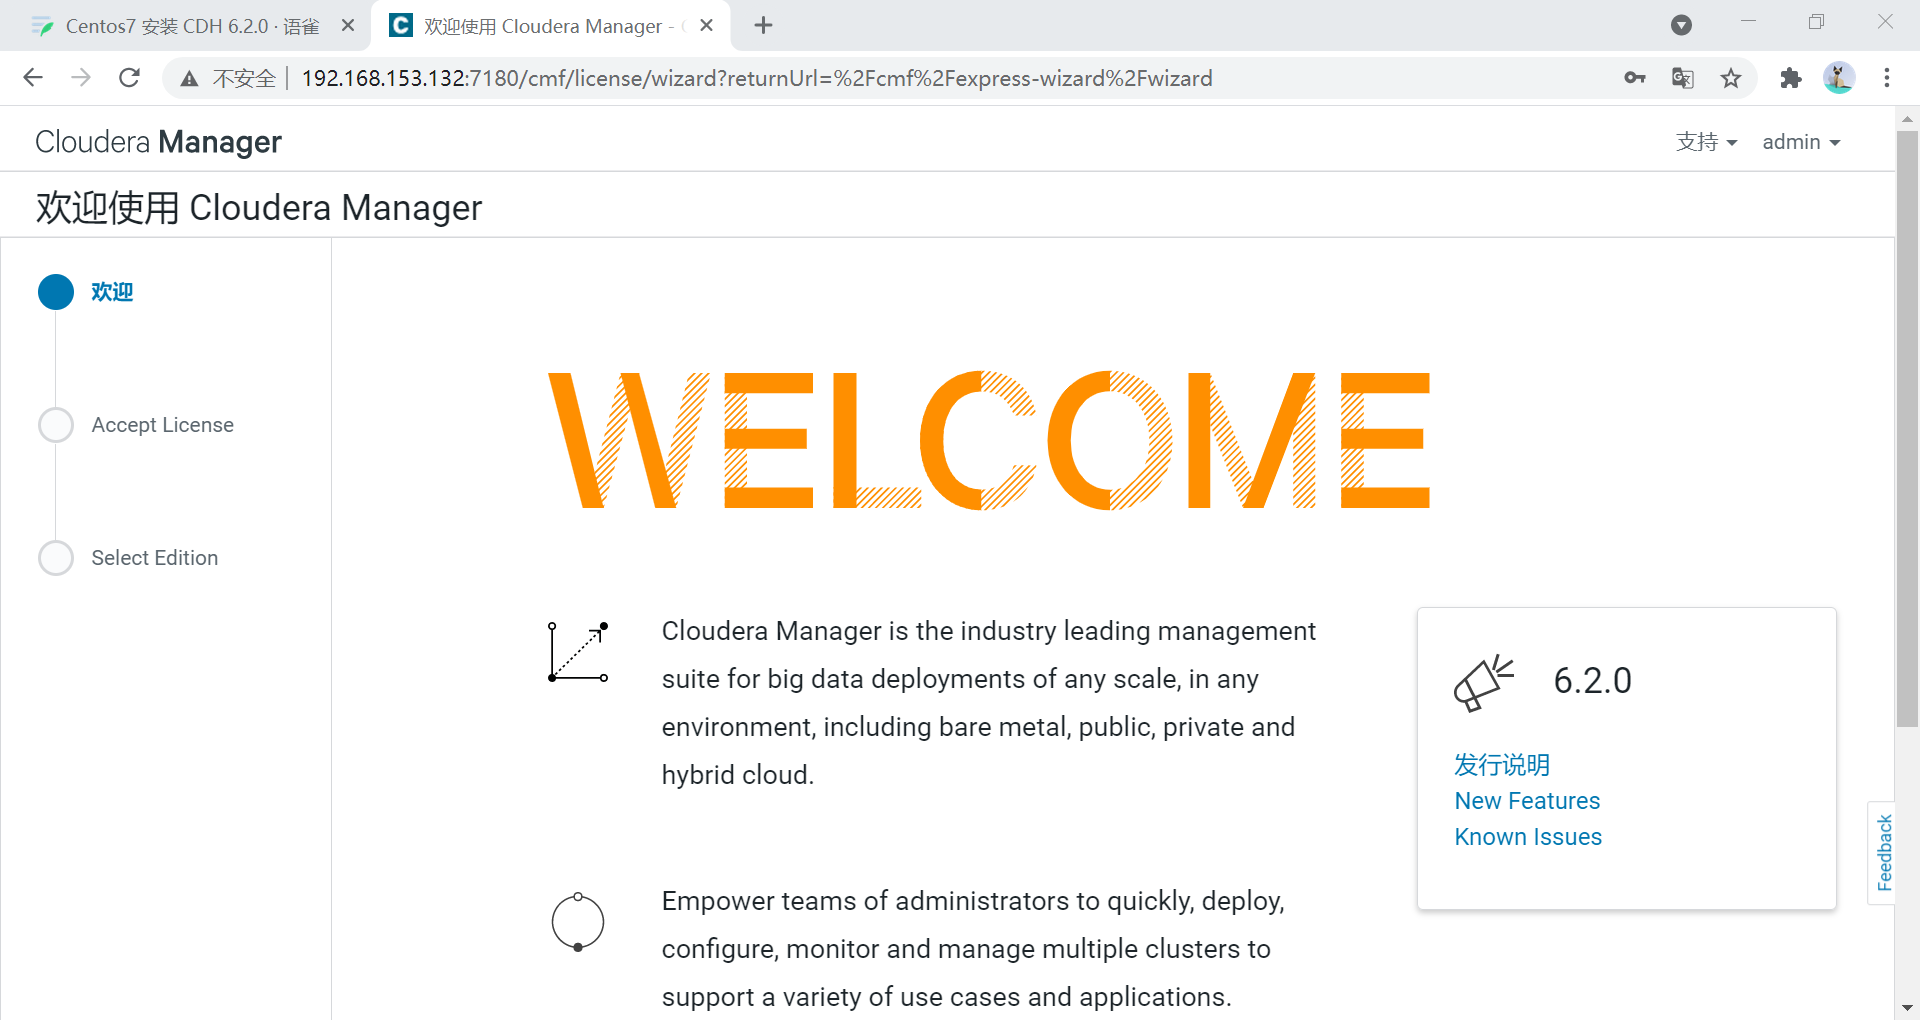 Centos7 安装 CDH 6.2.0 · 语雀
欢迎使用 Cloudera Manager -
不安全
192.168.153.132:7180/cmf/license/wizard?returnUrl=%2Fcmf%2Fexpress-wizard%2Fwizard
Cloudera Manager
支持
admin
欢迎使用 Cloudera Manager
欢迎
Accept License
Select Edition
WELCOME
Cloudera Manager is the industry leading management
suite for big data deployments of any scale, in any
environment, including bare metal, public, private and
hybrid cloud.
6.2.0
发行说明
New Features
Known Issues
Feedback
Empower teams of administrators to quickly, deploy,
configure, monitor and manage multiple clusters to
support a variety of use cases and applications.